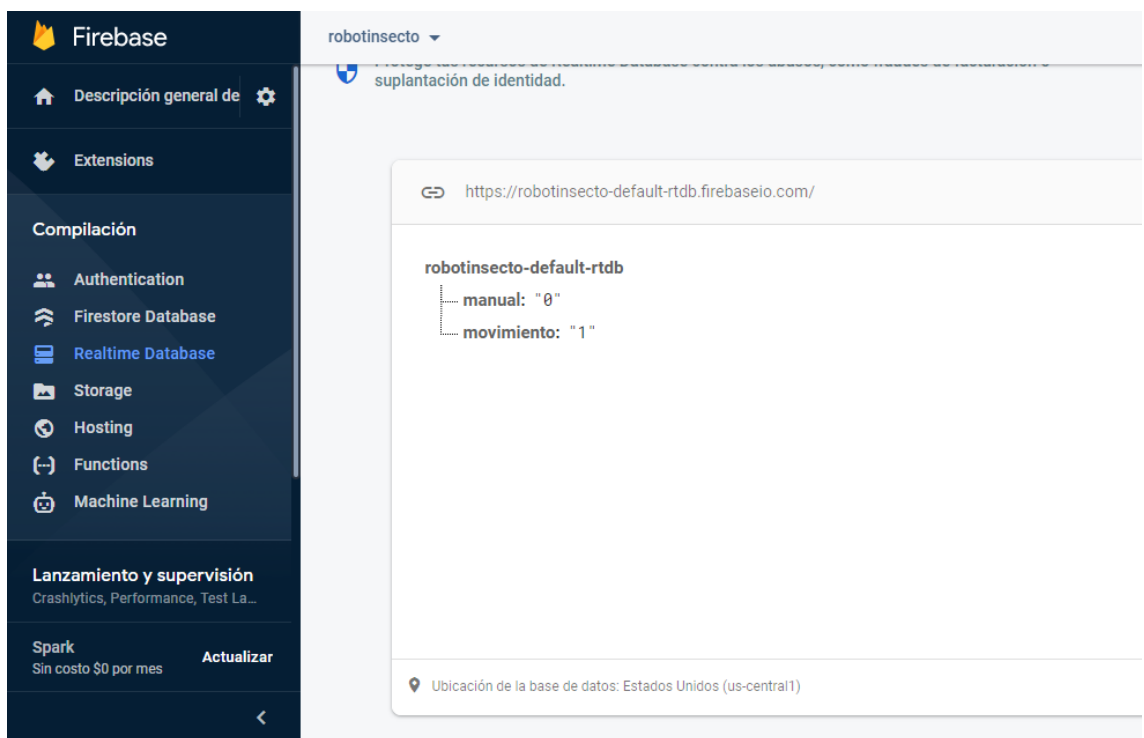 Firebase
robotinsecto
Descripción general de
suplantación de identidad.
Extensions
https://robotinsecto-default-rtdb.firebaseio.com/
Compilación
robotinsecto-default-rtdb
manual: "0"
movimiento: "1"
Authentication
Firestore Database
Realtime Database
Storage
Hosting
Functions
Machine Learning
Lanzamiento y supervisión
Crashlytics, Performance, Test La...
Spark
Sin costo $0 por mes
Actualizar
Ubicación de la base de datos: Estados Unidos (us-central1)